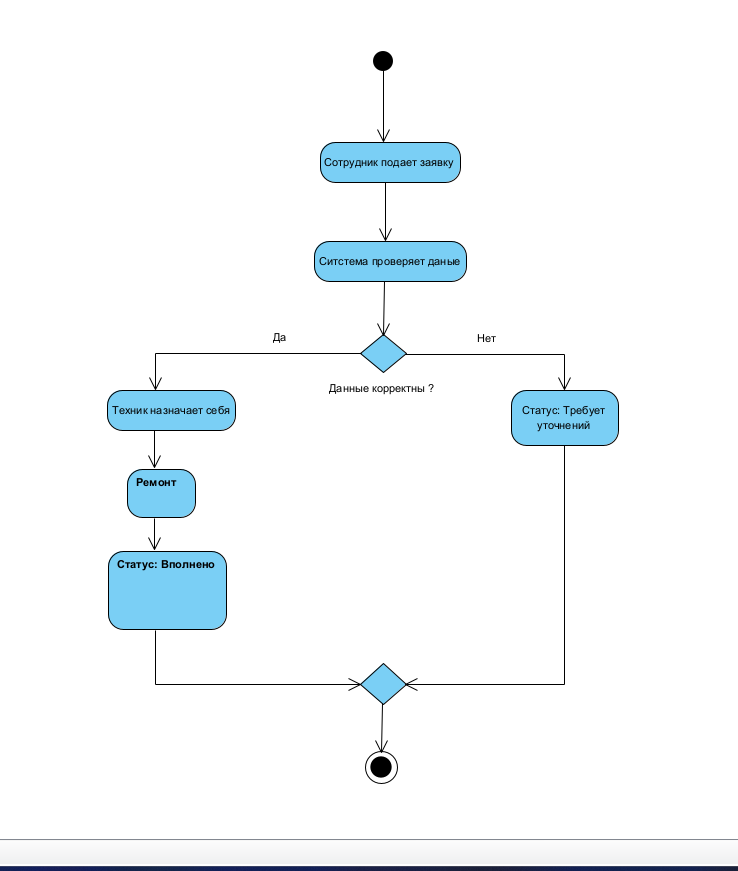 Сотрудник подает заявку
Ситстема проверяет даные
Да
Нет
Данные корректны ?
Техник назначает себя
Статус: Требует
уточнений
Ремонт
Статус: Вполнено